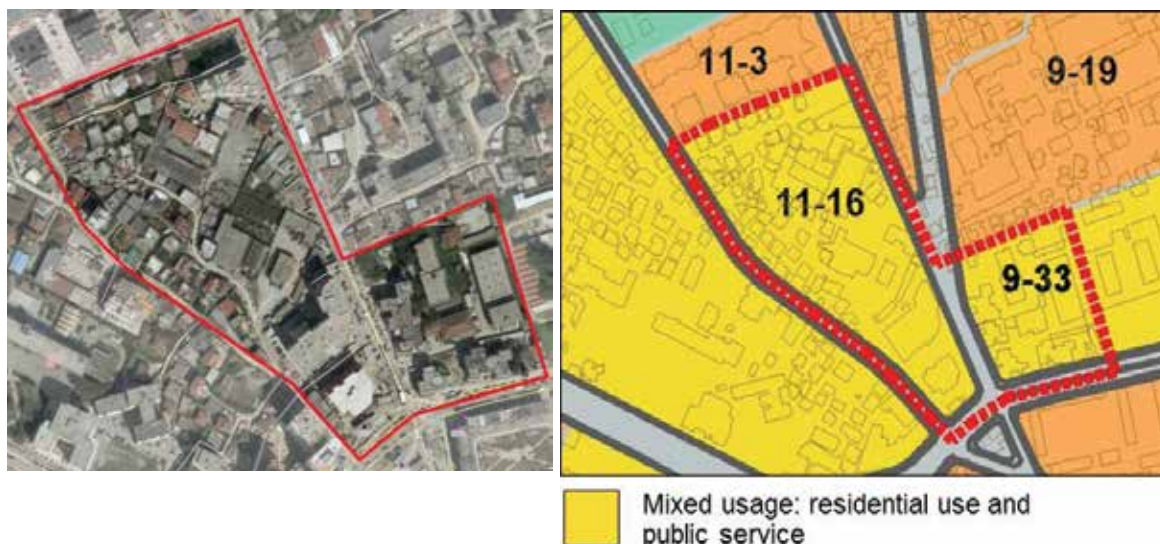 11-3
9-19
11-16
9-33
Mixed usage: residential use and
public service